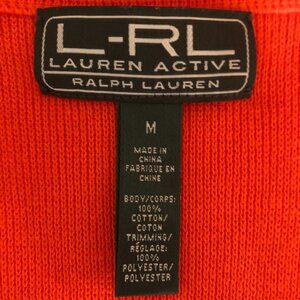 L-RL
LAUREN ACTIVE
RALPH LAUREN
M
MADE IN
CHINA
FABRIQUE EN
CHINE
BODY/CORPS:
100%
COTTON/
COTON
TRIMMING/
RÉGLAGE:
100%
POLYESTER/
POLYESTER